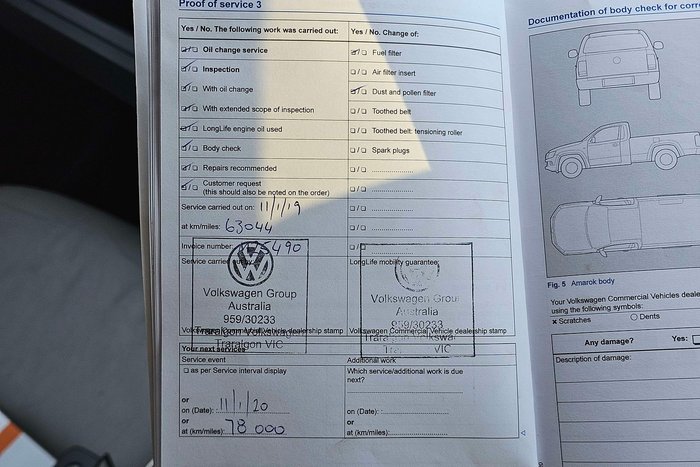 Proof of service 3
Yes / No. The following work was carried out:
Yes / No. Change of:
Oil change service
Fuel filter
Inspection
Air filter insert
With oil change
Dust and pollen filter
With extended scope of inspection
Toothed belt
LongLife engine oil used
Toothed belt: tensioning roller
Body check
Spark plugs
Repairs recommended
Customer request
(this should also be noted on the order)
Service carried out on: 11/1/19
at km/miles: 63044
Invoice number:
Service carried out by:
LongLife mobility guarantee:
Volkswagen Group
Australia
959/30233
Traralgon Volkswagen
Traralgon VIC
Volkswagen Group
Australia
959/30233
VIC
Volkswagen Commercial Vehicle dealership stamp
Volkswagen Commercial Vehicle dealership stamp
Your next services
Service event
Additional work
as per Service interval display
Which service/additional work is due
next?
or
on (Date): 11/1/20
or
at (km/miles): 78 000
on (Date):
or
at (km/miles):
Documentation of body check for
Fig. 5 Amarok body
Your Volkswagen Commercial Vehicles
using the following symbols:
x Scratches
O Dents
Any damage?
Yes:
Description of damage: